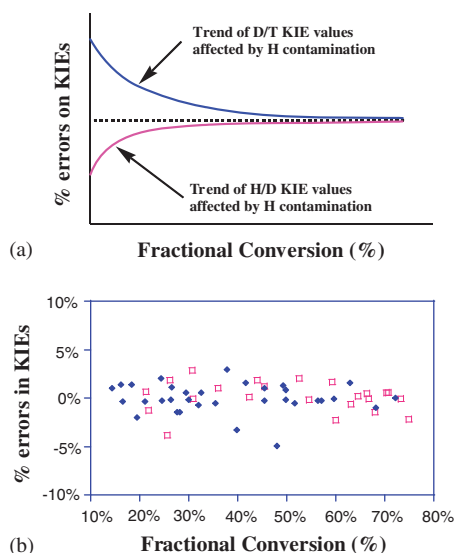 Trend of D/T KIE values
affected by H contamination
% errors on KIEs
Trend of H/D KIE values
affected by H contamination
(a)
Fractional Conversion (%)
10%
5%
0%
-5%
-10%
% errors in KIEs
10% 20% 30% 40% 50% 60% 70% 80%
(b)
Fractional Conversion (%)